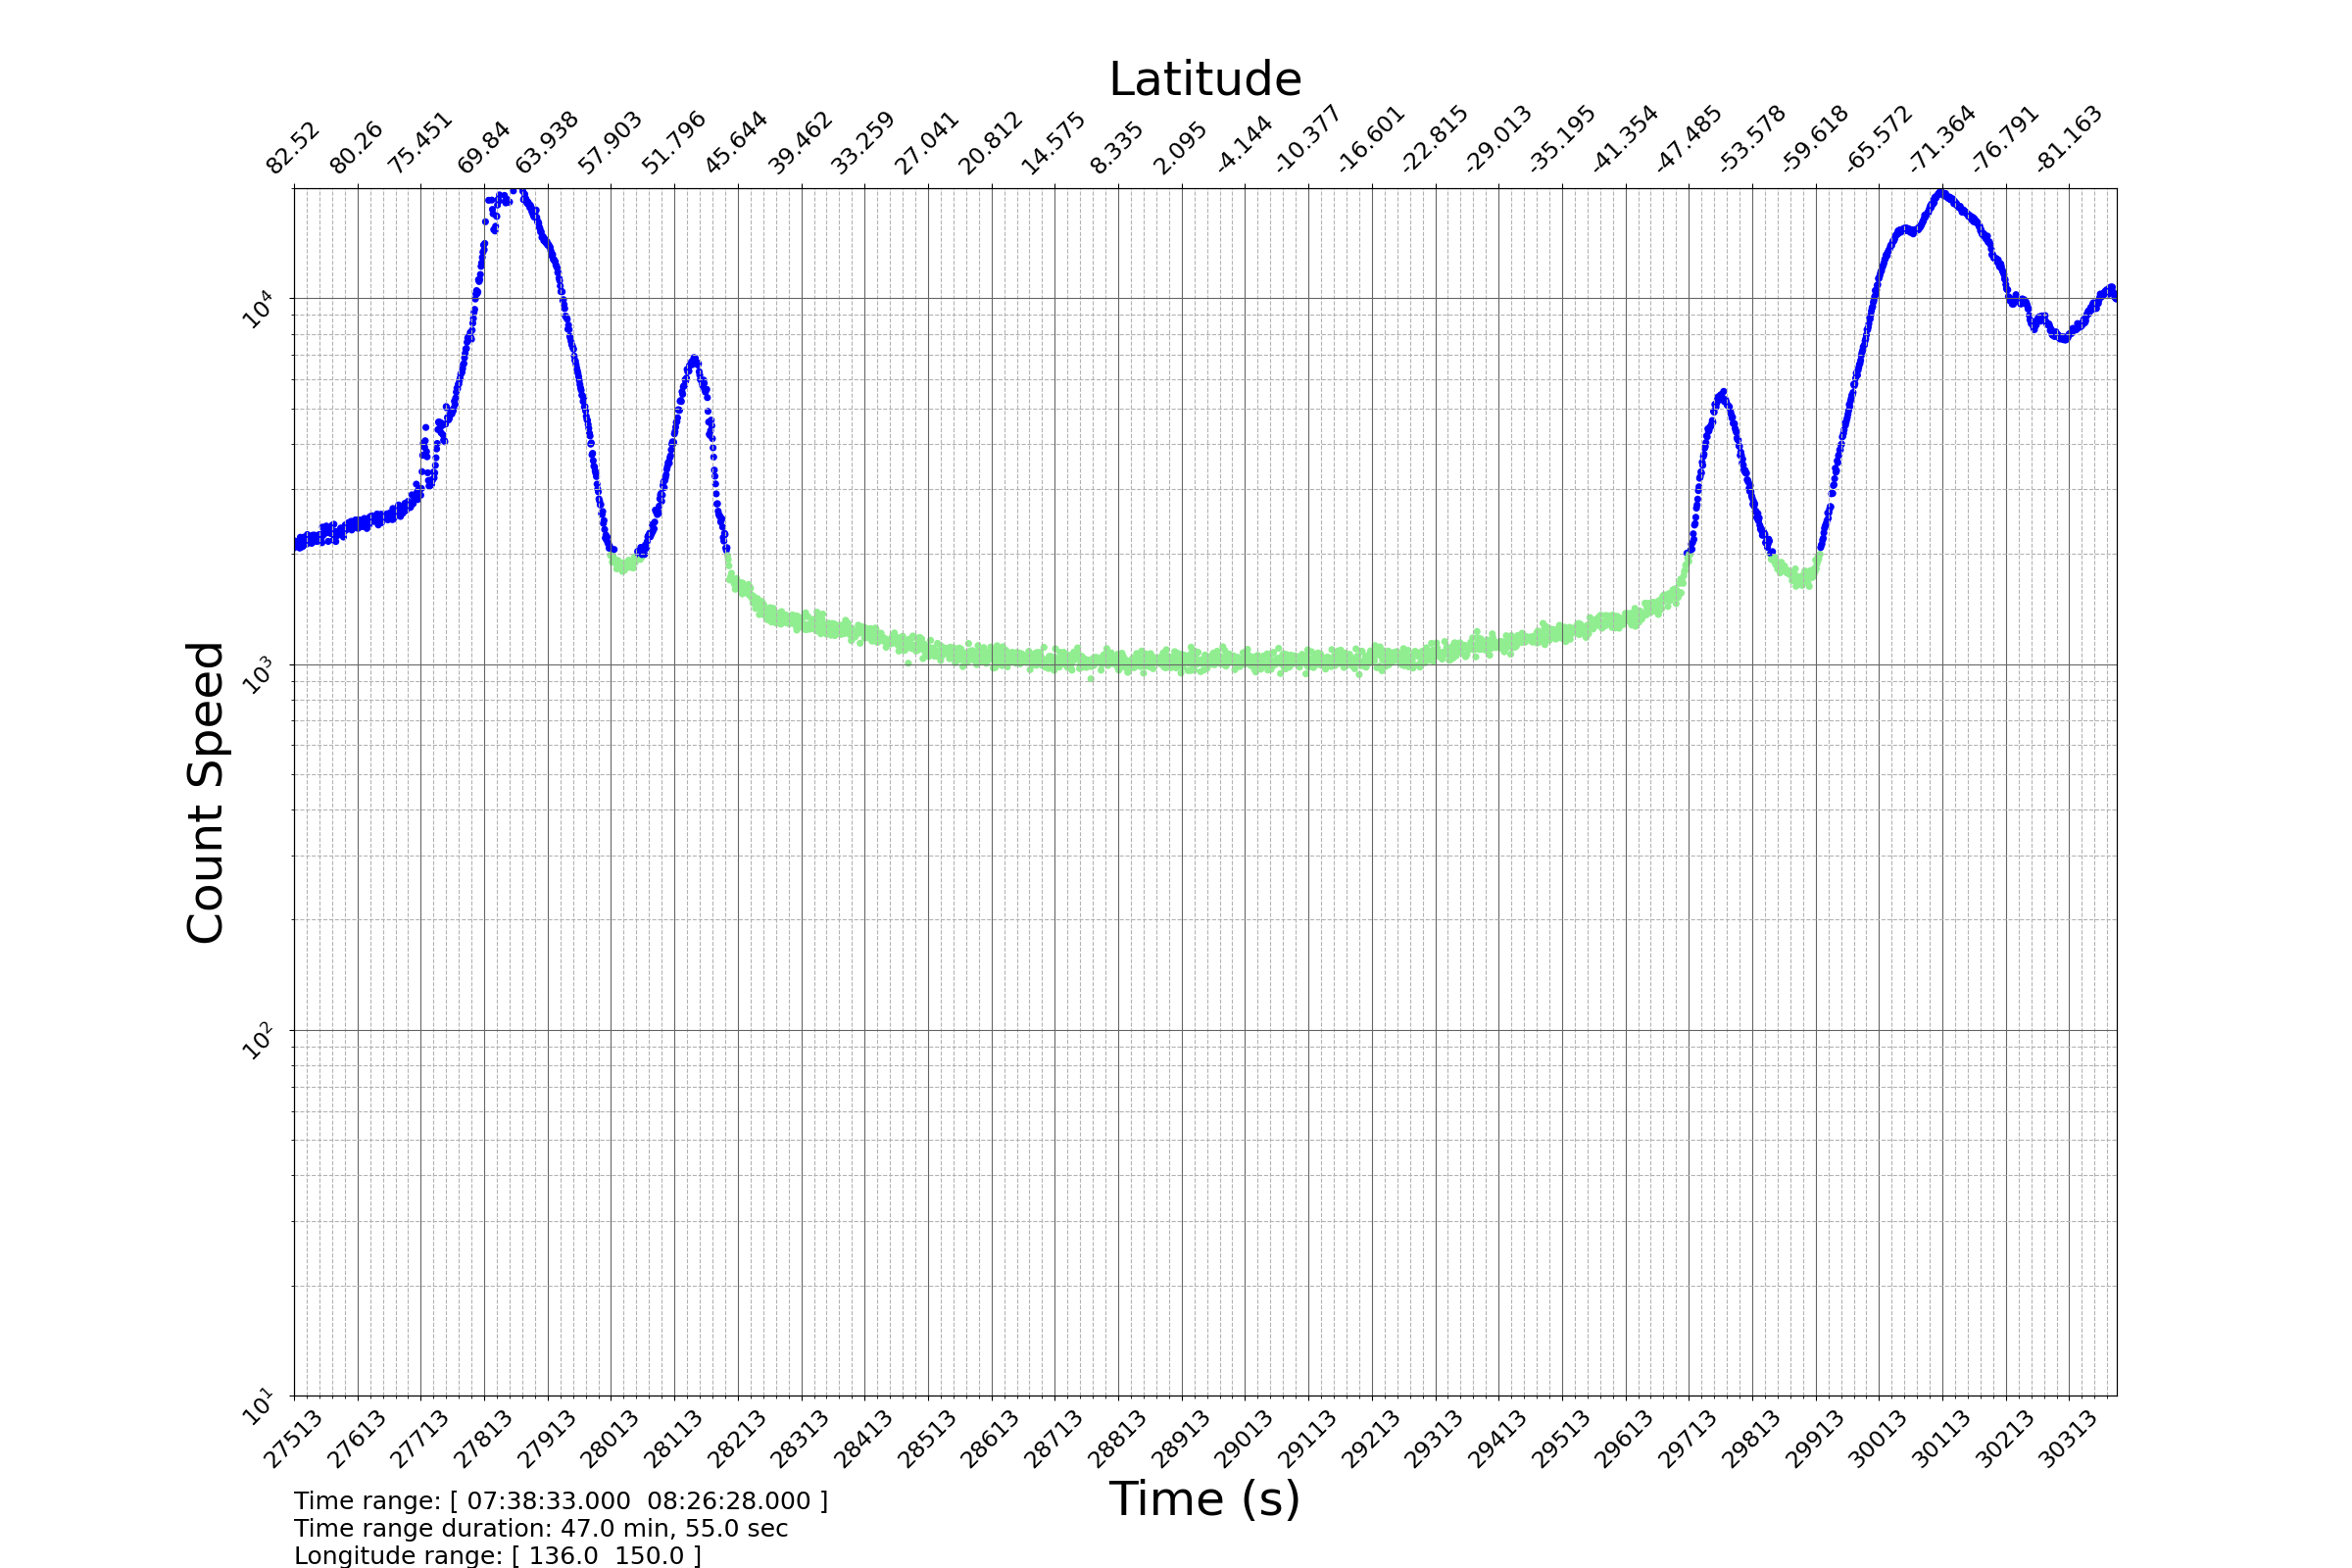 Latitude
82.52 80.26 75.451 69.84 63.938 57.903 51.796 45.644 39.462 33.259 27.041 20.812 14.575 8.335 2.095 -4.144 -10.377 -16.601 -22.815 -29.013 -35.195 -41.354 -47.485 -53.578 -59.618 -65.572 -71.364 -76.791 -81.163
10⁴
10³
Count Speed
10²
10¹
27513 27613 27713 27813 27913 28013 28113 28213 28313 28413 28513 28613 28713 28813 28913 29013 29113 29213 29313 29413 29513 29613 29713 29813 29913 30013 30113 30213 30313
Time (s)
Time range: [ 07:38:33.000  08:26:28.000 ]
Time range duration: 47.0 min, 55.0 sec
Longitude range: [ 136.0  150.0 ]